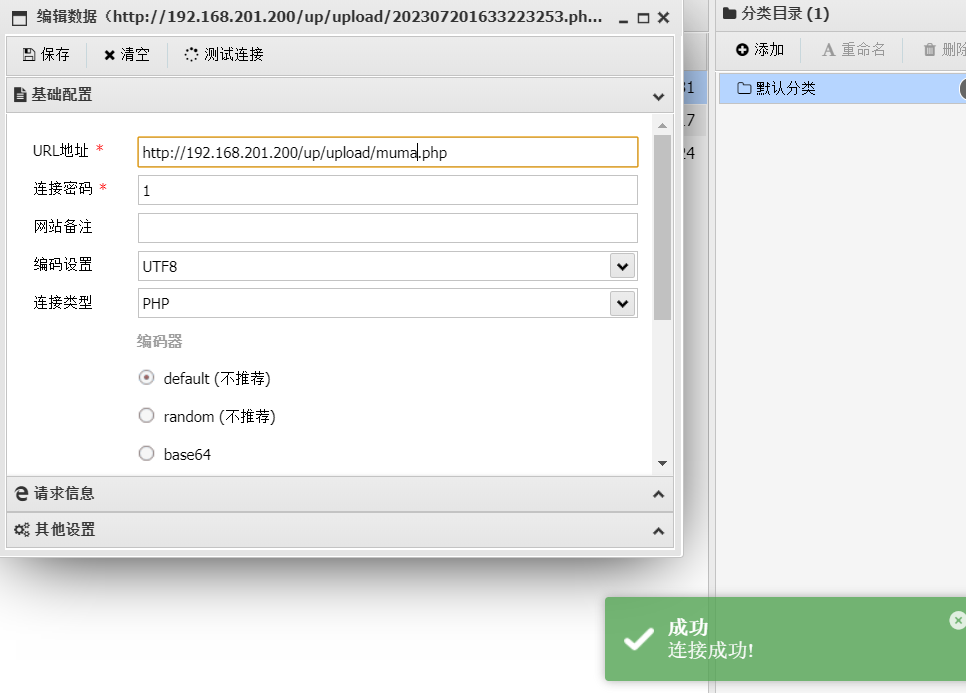 编辑数据（http://192.168.201.200/up/upload/202307201633223253.ph...
保存 清空 测试连接
基础配置
URL地址 *
http://192.168.201.200/up/upload/muma.php
连接密码 *
1
网站备注
编码设置
UTF8
连接类型
PHP
编码器
default (不推荐)
random (不推荐)
base64
请求信息
其他设置
31
17
24
分类目录 (1)
添加 重命名 删除
默认分类
成功
连接成功!